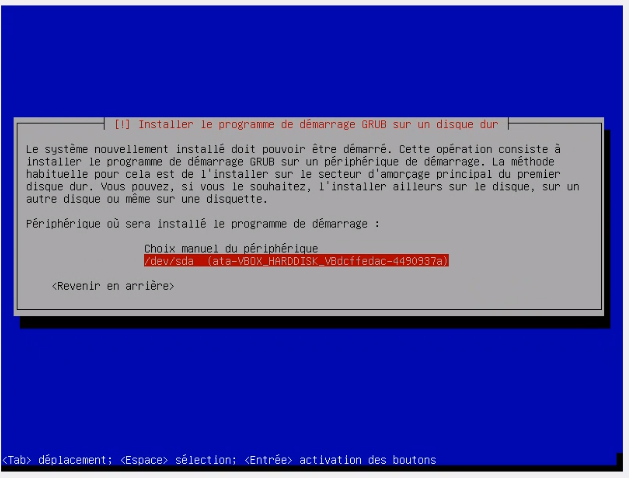 [!] Installer le programme de démarrage GRUB sur un disque dur
Le système nouvellement installé doit pouvoir être démarré. Cette opération consiste à
installer le programme de démarrage GRUB sur un périphérique de démarrage. La méthode
habituelle pour cela est de l'installer sur le secteur d'amorçage principal du premier
disque dur. Vous pouvez, si vous le souhaitez, l'installer ailleurs sur le disque, sur un
autre disque ou même sur une disquette.
Périphérique où sera installé le programme de démarrage :
Choix manuel du périphérique
/dev/sda (ata-VBOX_HARDDISK_VBdcffedac-4490937a)
<Revenir en arrière>
<Tab> déplacement; <Espace> sélection; <Entrée> activation des boutons